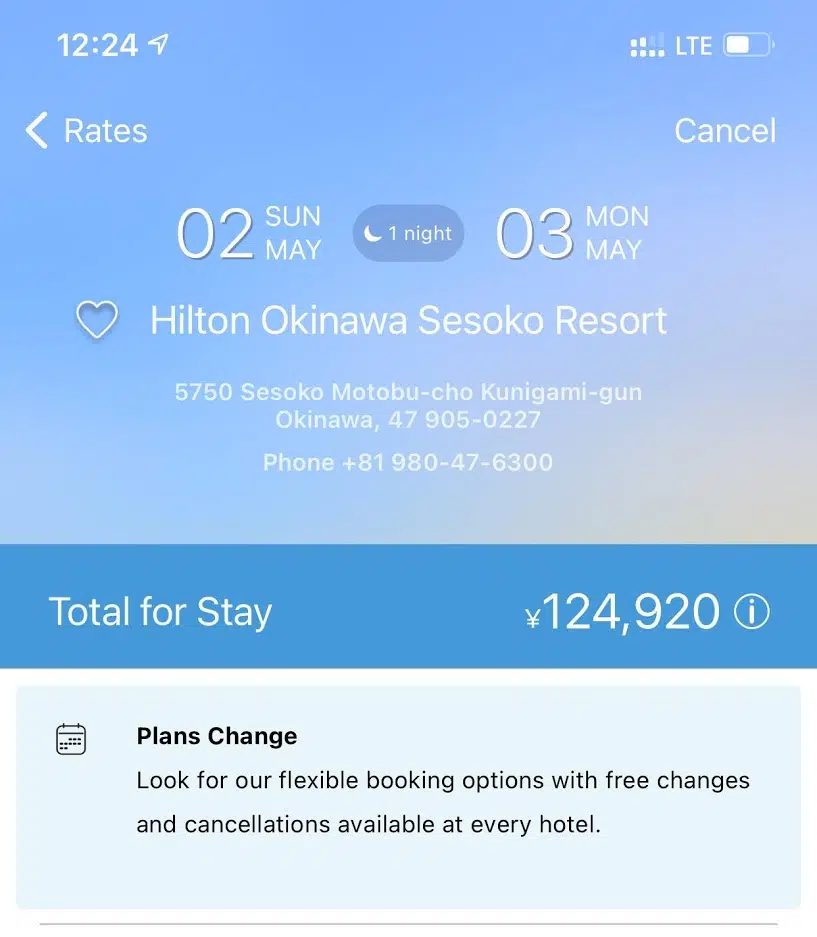 12:24
LTE
Rates
Cancel
02 SUN MAY
1 night
03 MON MAY
Hilton Okinawa Sesoko Resort
5750 Sesoko Motobu-cho Kunigami-gun
Okinawa, 47 905-0227
Phone +81 980-47-6300
Total for Stay
¥124,920
Plans Change
Look for our flexible booking options with free changes
and cancellations available at every hotel.